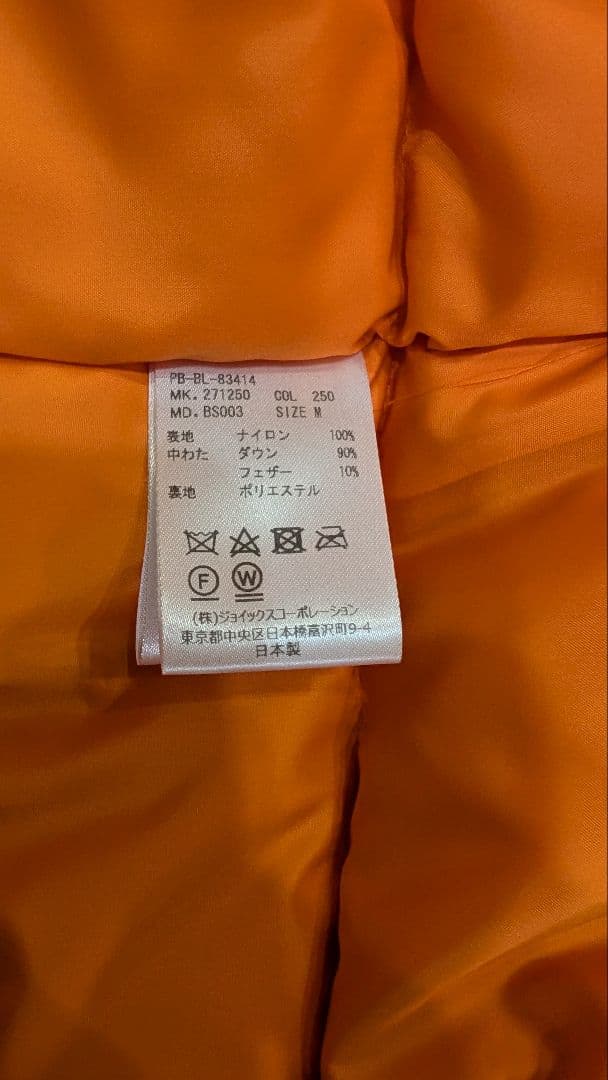 PB-BL-83414
MK. 271250 COL 250
MD. BS003 SIZE M
表地 ナイロン 100%
中わた ダウン 90%
フェザー 10%
裏地 ポリエステル
F W
(株)ジョイックスコーポレーション
東京都中央区日本橋富沢町9-4
日本製